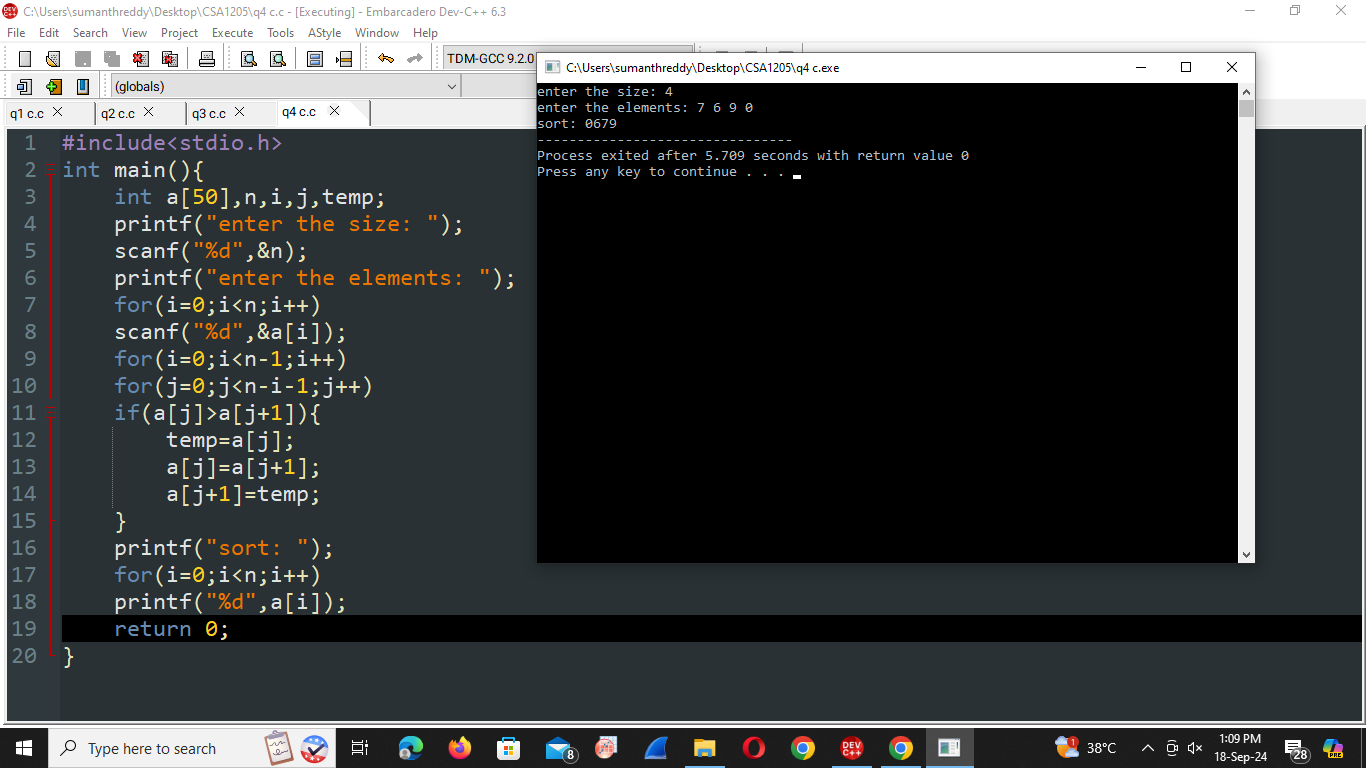 C:\Users\sumanthreddy\Desktop\CSA1205\q4 c.c - [Executing] - Embarcadero Dev-C++ 6.3
File Edit Search View Project Execute Tools AStyle Window Help
TDM-GCC 9.2.0
(globals)
q1 c.c q2 c.c q3 c.c q4 c.c
1 #include<stdio.h>
2 int main(){
3 int a[50],n,i,j,temp;
4 printf("enter the size: ");
5 scanf("%d",&n);
6 printf("enter the elements: ");
7 for(i=0;i<n;i++)
8 scanf("%d",&a[i]);
9 for(i=0;i<n-1;i++)
10 for(j=0;j<n-i-1;j++)
11 if(a[j]>a[j+1]){
12 temp=a[j];
13 a[j]=a[j+1];
14 a[j+1]=temp;
15 }
16 printf("sort: ");
17 for(i=0;i<n;i++)
18 printf("%d",a[i]);
19 return 0;
20 }
C:\Users\sumanthreddy\Desktop\CSA1205\q4 c.exe
enter the size: 4
enter the elements: 7 6 9 0
sort: 0679
--------------------------------
Process exited after 5.709 seconds with return value 0
Press any key to continue . . .
Type here to search
8
DEV C++
38°C
1:09 PM
18-Sep-24
28
PRE